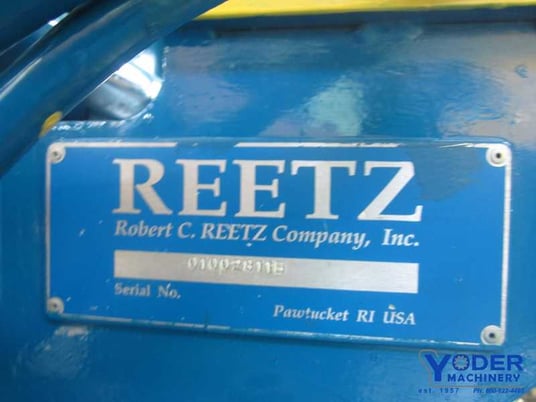 REETZ
Robert C. REETZ Company, Inc.
Serial No.
Pawtucket RI USA
YODER
MACHINERY
est. 1957